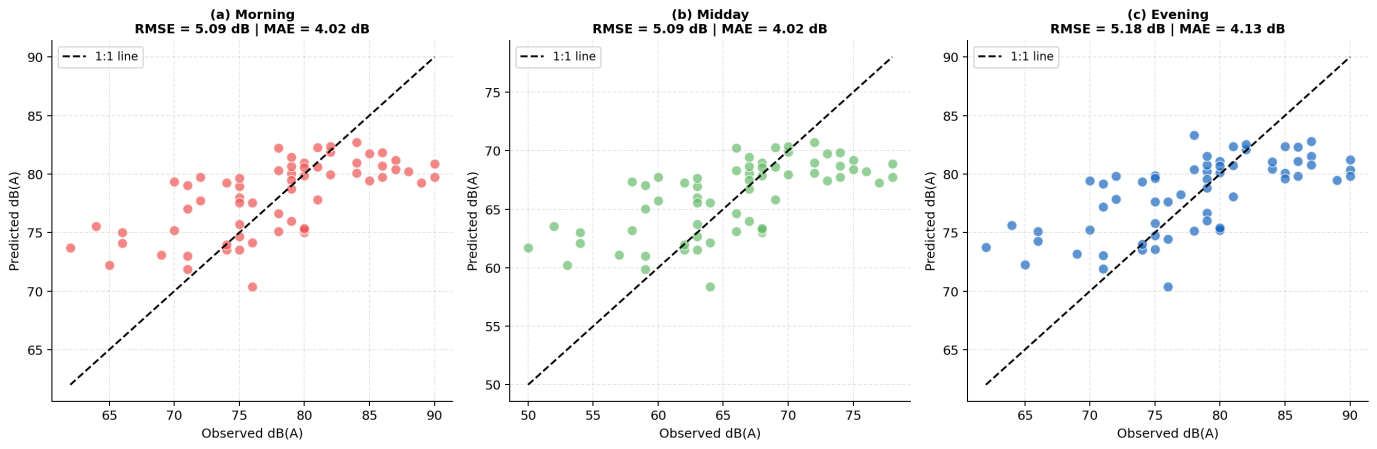 (a) Morning
RMSE = 5.09 dB | MAE = 4.02 dB
1:1 line
90
85
80
75
70
65
Predicted dB(A)
65 70 75 80 85 90
Observed dB(A)
(b) Midday
RMSE = 5.09 dB | MAE = 4.02 dB
1:1 line
75
70
65
60
55
50
Predicted dB(A)
50 55 60 65 70 75
Observed dB(A)
(c) Evening
RMSE = 5.18 dB | MAE = 4.13 dB
1:1 line
90
85
80
75
70
65
Predicted dB(A)
65 70 75 80 85 90
Observed dB(A)